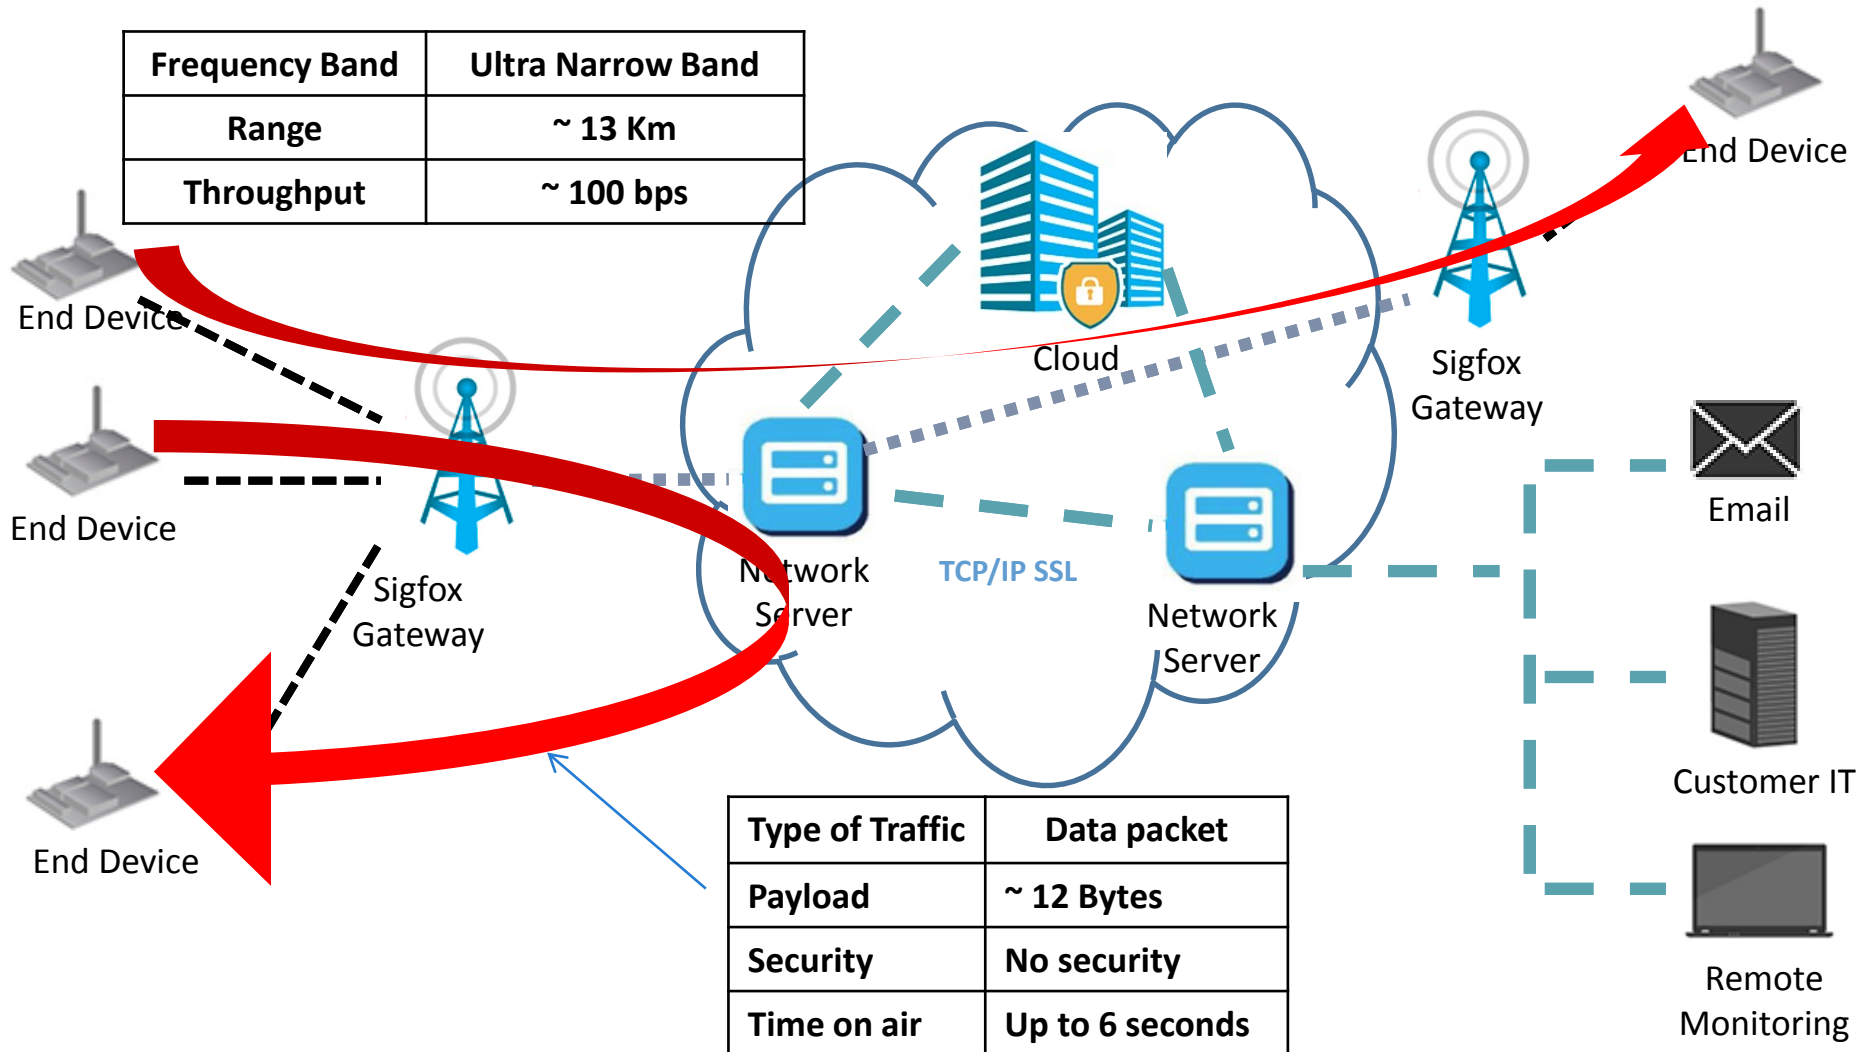 Frequency Band Ultra Narrow Band
Range ~ 13 Km
Throughput ~ 100 bps
End Device
End Device
Cloud
Sigfox
Gateway
End Device
Email
End Device
Network
Server
TCP/IP SSL
Sigfox
Gateway
Network
Server
Customer IT
End Device
Type of Traffic Data packet
Payload ~ 12 Bytes
Security No security
Time on air Up to 6 seconds
Remote
Monitoring